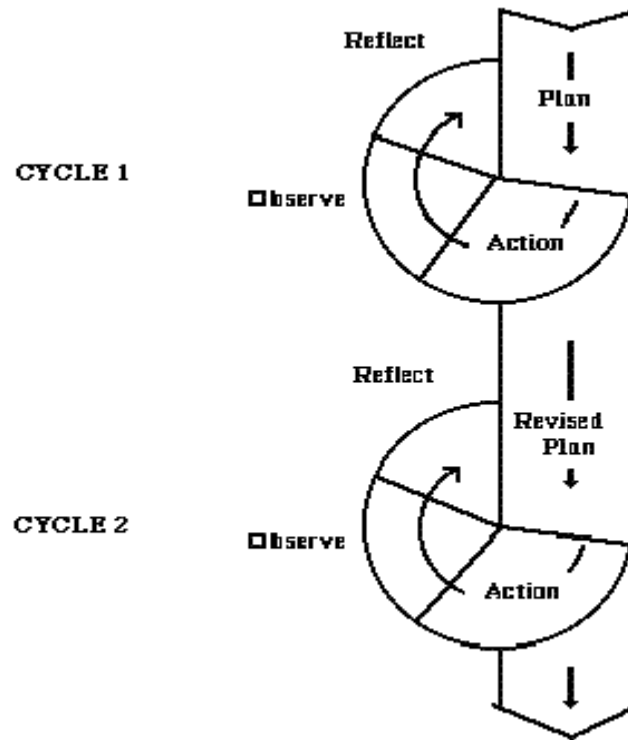 Reflect
Plan
CYCLE 1
Observe
Action
Reflect
Revised
Plan
CYCLE 2
Observe
Action